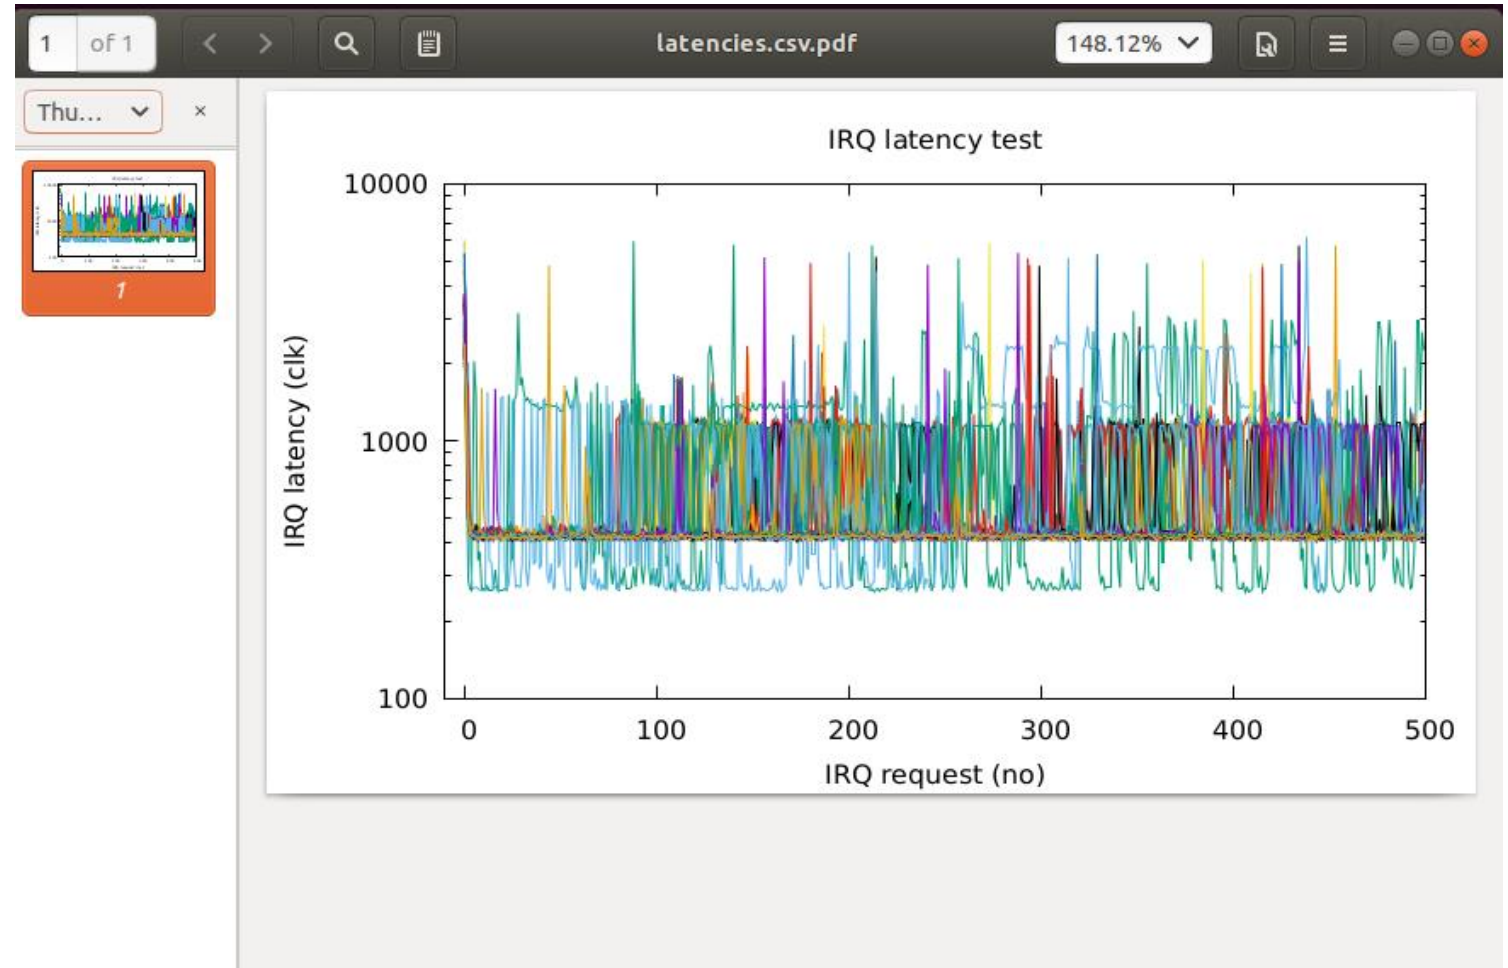 1 of 1
latencies.csv.pdf
148.12%
Thu...
1
IRQ latency test
10000
1000
100
IRQ latency (clk)
0 100 200 300 400 500
IRQ request (no)